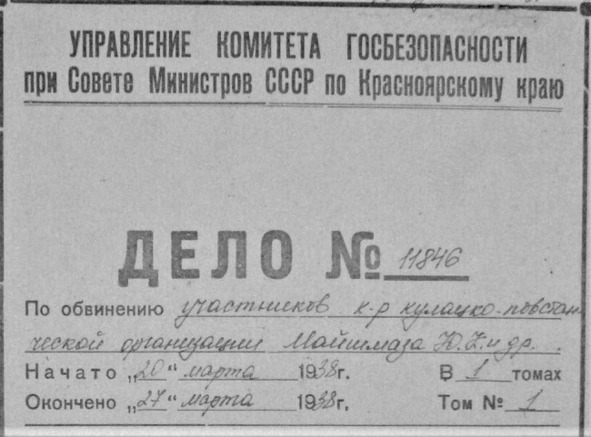 УПРАВЛЕНИЕ КОМИТЕТА ГОСБЕЗОПАСНОСТИ
при Совете Министров СССР по Красноярскому краю
ДЕЛО № 11846
По обвинению участников к-р кулацко-повстан
ческой организации Майшмаза Ю.К. и др.
Начато „20“ марта 1938г. В 1 томах
Окончено „27“ марта 1938г. Том № 1